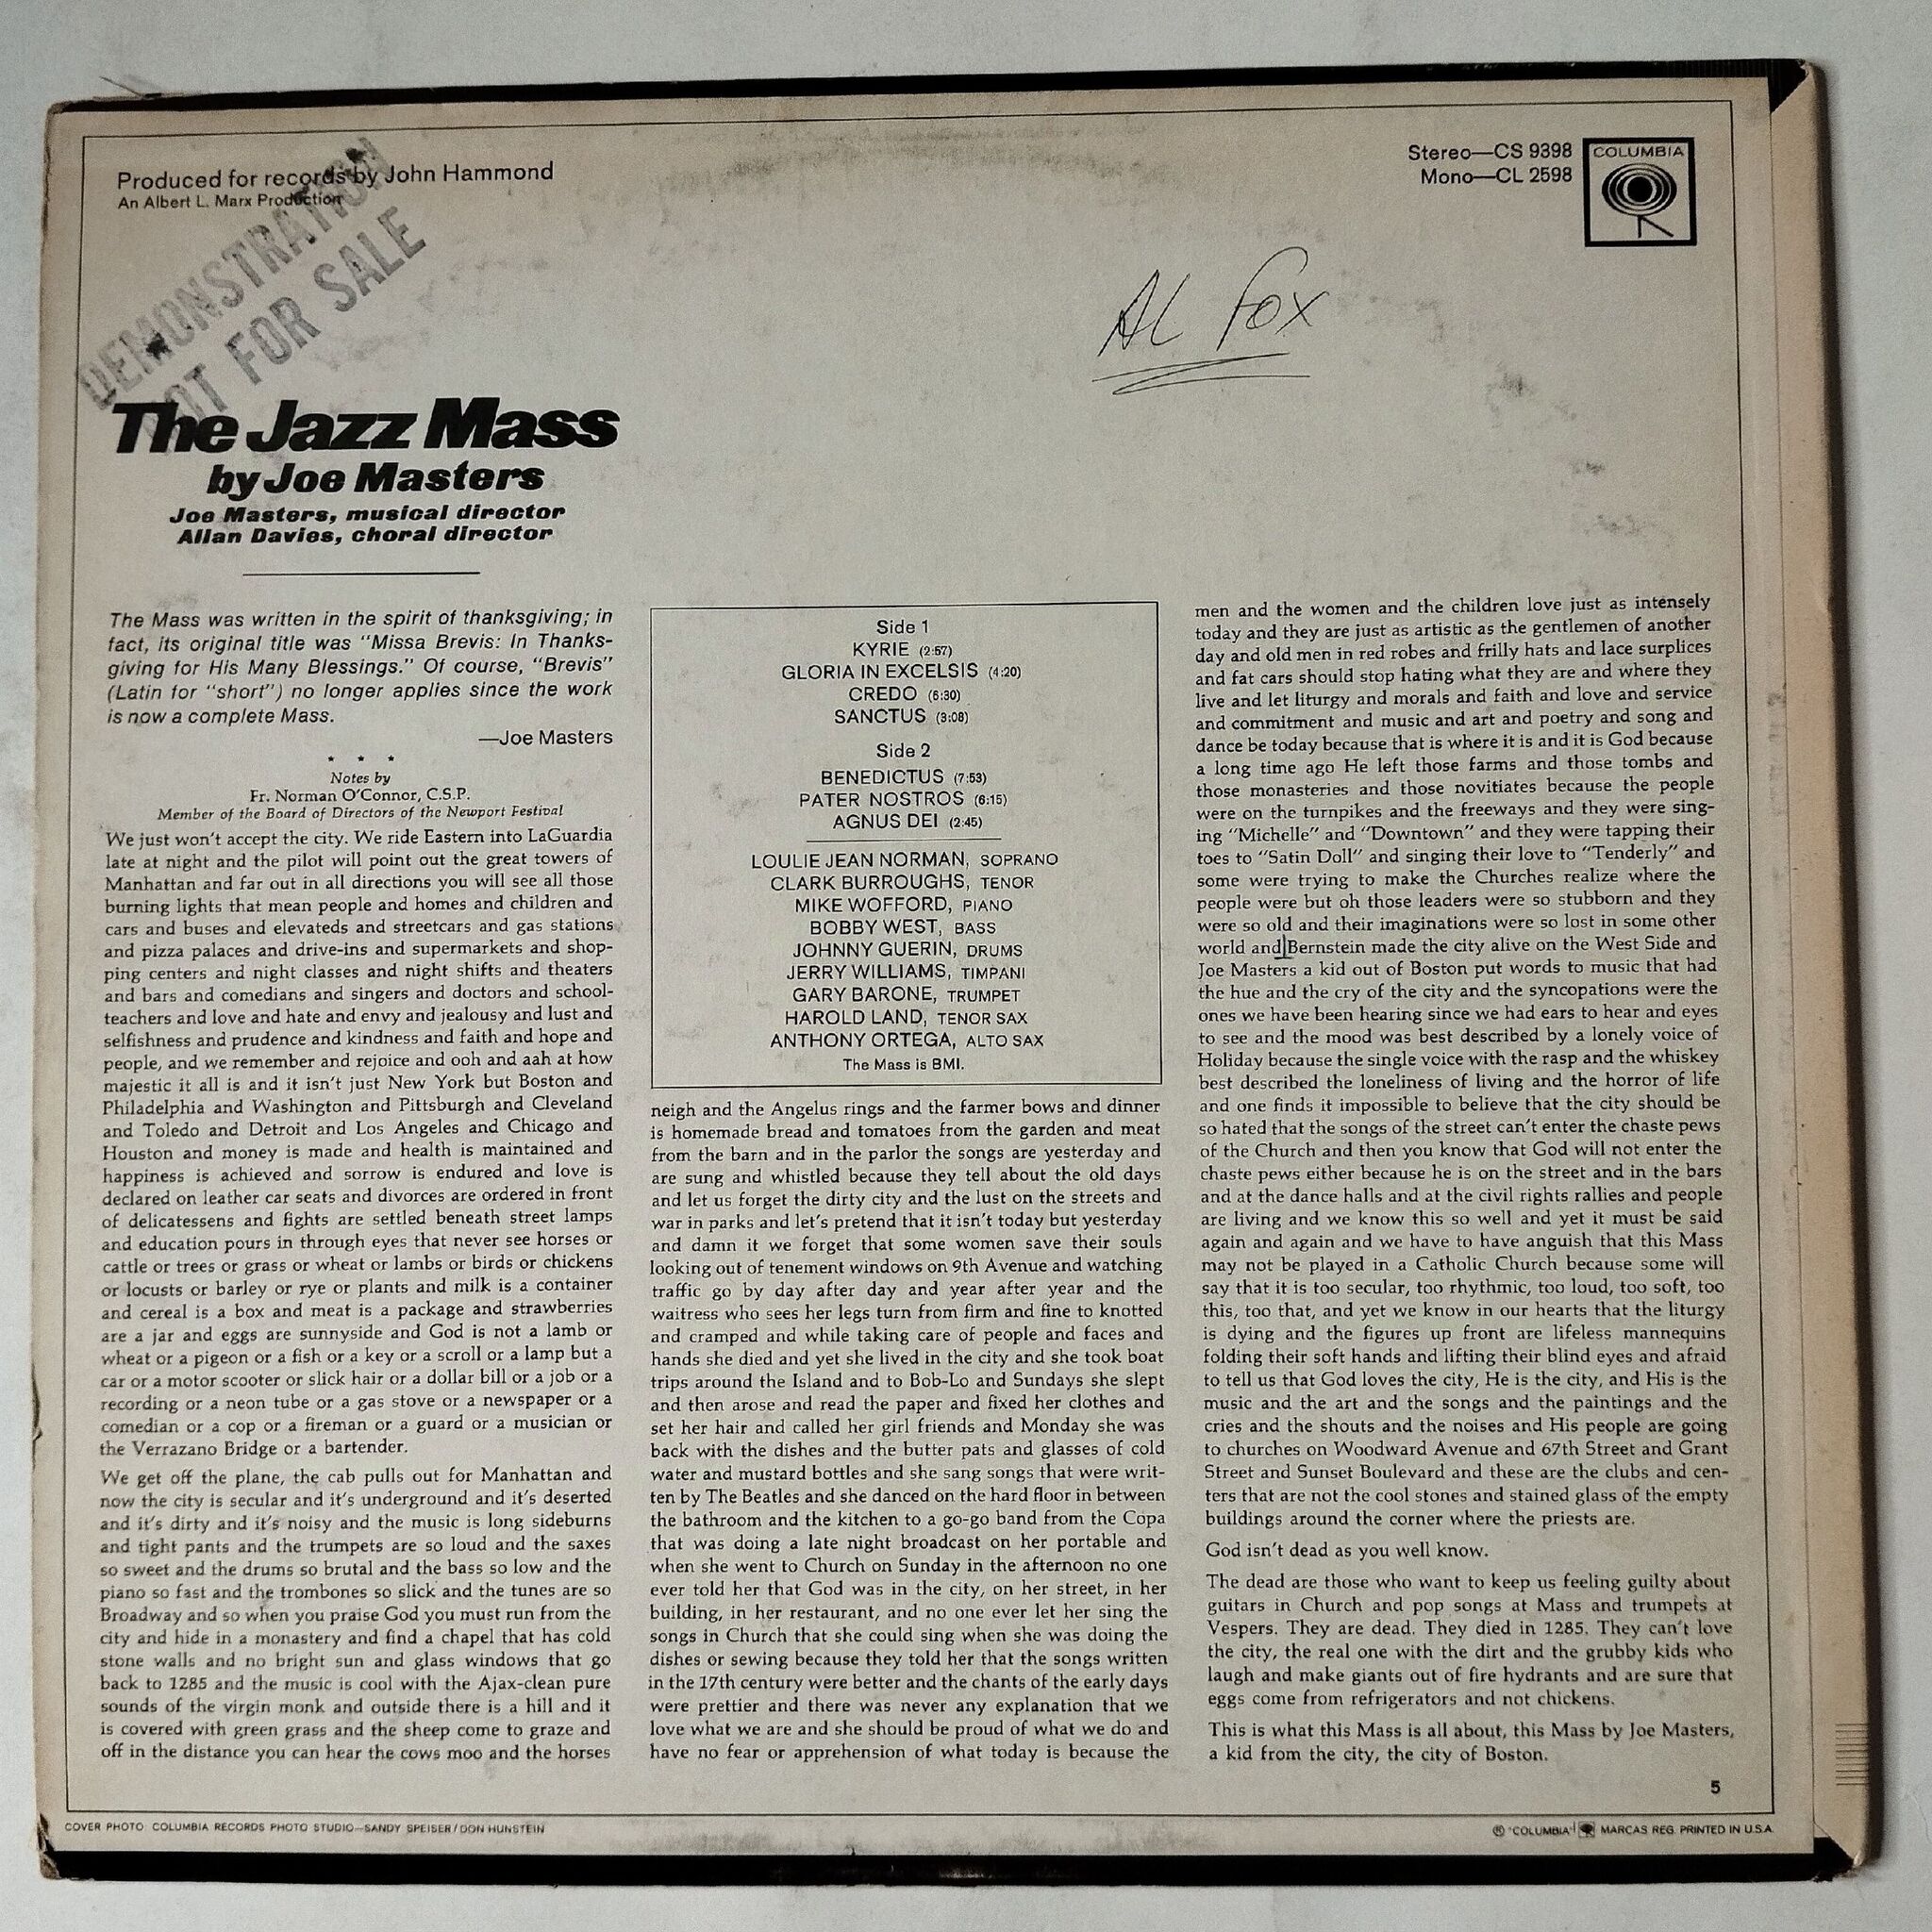 Produced for records by John Hammond
An Albert L. Marx Production
DEMONSTRATION
NOT FOR SALE
Stereo—CS 9398
Mono—CL 2598
COLUMBIA
AL FOX
The Jazz Mass
by Joe Masters
Joe Masters, musical director
Allan Davies, choral director
The Mass was written in the spirit of thanksgiving; in
fact, its original title was "Missa Brevis: In Thanks-
giving for His Many Blessings." Of course, "Brevis"
(Latin for "short") no longer applies since the work
is now a complete Mass.
—Joe Masters
* * *
Notes by
Fr. Norman O'Connor, C.S.P.
Member of the Board of Directors of the Newport Festival
We just won't accept the city. We ride Eastern into LaGuardia
late at night and the pilot will point out the great towers of
Manhattan and far out in all directions you will see all those
burning lights that mean people and homes and children and
cars and buses and elevateds and streetcars and gas stations
and pizza palaces and drive-ins and supermarkets and shop-
ping centers and night classes and night shifts and theaters
and bars and comedians and singers and doctors and school-
teachers and love and hate and envy and jealousy and lust and
selfishness and prudence and kindness and faith and hope and
people, and we remember and rejoice and ooh and aah at how
majestic it all is and it isn't just New York but Boston and
Philadelphia and Washington and Pittsburgh and Cleveland
and Toledo and Detroit and Los Angeles and Chicago and
Houston and money is made and health is maintained and
happiness is achieved and sorrow is endured and love is
declared on leather car seats and divorces are ordered in front
of delicatessens and fights are settled beneath street lamps
and education pours in through eyes that never see horses or
cattle or trees or grass or wheat or lambs or birds or chickens
or locusts or barley or rye or plants and milk is a container
and cereal is a box and meat is a package and strawberries
are a jar and eggs are sunnyside and God is not a lamb or
wheat or a pigeon or a fish or a key or a scroll or a lamp but a
car or a motor scooter or slick hair or a dollar bill or a job or a
recording or a neon tube or a gas stove or a newspaper or a
comedian or a cop or a fireman or a guard or a musician or
the Verrazano Bridge or a bartender.
We get off the plane, the cab pulls out for Manhattan and
now the city is secular and it's underground and it's deserted
and it's dirty and it's noisy and the music is long sideburns
and tight pants and the trumpets are so loud and the saxes
so sweet and the drums so brutal and the bass so low and the
piano so fast and the trombones so slick and the tunes are so
Broadway and so when you praise God you must run from the
city and hide in a monastery and find a chapel that has cold
stone walls and no bright sun and glass windows that go
back to 1285 and the music is cool with the Ajax-clean pure
sounds of the virgin monk and outside there is a hill and it
is covered with green grass and the sheep come to graze and
off in the distance you can hear the cows moo and the horses
Side 1
KYRIE (2:57)
GLORIA IN EXCELSIS (4:20)
CREDO (6:30)
SANCTUS (3:08)
Side 2
BENEDICTUS (7:53)
PATER NOSTROS (6:15)
AGNUS DEI (2:45)
LOULIE JEAN NORMAN, SOPRANO
CLARK BURROUGHS, TENOR
MIKE WOFFORD, PIANO
BOBBY WEST, BASS
JOHNNY GUERIN, DRUMS
JERRY WILLIAMS, TIMPANI
GARY BARONE, TRUMPET
HAROLD LAND, TENOR SAX
ANTHONY ORTEGA, ALTO SAX
The Mass is BMI.
neigh and the Angelus rings and the farmer bows and dinner
is homemade bread and tomatoes from the garden and meat
from the barn and in the parlor the songs are yesterday and
are sung and whistled because they tell about the old days
and let us forget the dirty city and the lust on the streets and
war in parks and let's pretend that it isn't today but yesterday
and damn it we forget that some women save their souls
looking out of tenement windows on 9th Avenue and watching
traffic go by day after day and year after year and the
waitress who sees her legs turn from firm and fine to knotted
and cramped and while taking care of people and faces and
hands she died and yet she lived in the city and she took boat
trips around the Island and to Bob-Lo and Sundays she slept
and then arose and read the paper and fixed her clothes and
set her hair and called her girl friends and Monday she was
back with the dishes and the butter pats and glasses of cold
water and mustard bottles and she sang songs that were writ-
ten by The Beatles and she danced on the hard floor in between
the bathroom and the kitchen to a go-go band from the Copa
that was doing a late night broadcast on her portable and
when she went to Church on Sunday in the afternoon no one
ever told her that God was in the city, on her street, in her
building, in her restaurant, and no one ever let her sing the
songs in Church that she could sing when she was doing the
dishes or sewing because they told her that the songs written
in the 17th century were better and the chants of the early days
were prettier and there was never any explanation that we
love what we are and she should be proud of what we do and
have no fear or apprehension of what today is because the
men and the women and the children love just as intensely
today and they are just as artistic as the gentlemen of another
day and old men in red robes and frilly hats and lace surplices
and fat cars should stop hating what they are and where they
live and let liturgy and morals and faith and love and service
and commitment and music and art and poetry and song and
dance be today because that is where it is and it is God because
a long time ago He left those farms and those tombs and
those monasteries and those novitiates because the people
were on the turnpikes and the freeways and they were sing-
ing "Michelle" and "Downtown" and they were tapping their
toes to "Satin Doll" and singing their love to "Tenderly" and
some were trying to make the Churches realize where the
people were but oh those leaders were so stubborn and they
were so old and their imaginations were so lost in some other
world and Bernstein made the city alive on the West Side and
Joe Masters a kid out of Boston put words to music that had
the hue and the cry of the city and the syncopations were the
ones we have been hearing since we had ears to hear and eyes
to see and the mood was best described by a lonely voice of
Holiday because the single voice with the rasp and the whiskey
best described the loneliness of living and the horror of life
and one finds it impossible to believe that the city should be
so hated that the songs of the street can't enter the chaste pews
of the Church and then you know that God will not enter the
chaste pews either because he is on the street and in the bars
and at the dance halls and at the civil rights rallies and people
are living and we know this so well and yet it must be said
again and again and we have to have anguish that this Mass
may not be played in a Catholic Church because some will
say that it is too secular, too rhythmic, too loud, too soft, too
this, too that, and yet we know in our hearts that the liturgy
is dying and the figures up front are lifeless mannequins
folding their soft hands and lifting their blind eyes and afraid
to tell us that God loves the city, He is the city, and His is the
music and the art and the songs and the paintings and the
cries and the shouts and the noises and His people are going
to churches on Woodward Avenue and 67th Street and Grant
Street and Sunset Boulevard and these are the clubs and cen-
ters that are not the cool stones and stained glass of the empty
buildings around the corner where the priests are.
God isn't dead as you well know.
The dead are those who want to keep us feeling guilty about
guitars in Church and pop songs at Mass and trumpets at
Vespers. They are dead. They died in 1285. They can't love
the city, the real one with the dirt and the grubby kids who
laugh and make giants out of fire hydrants and are sure that
eggs come from refrigerators and not chickens.
This is what this Mass is all about, this Mass by Joe Masters,
a kid from the city, the city of Boston.
5
COVER PHOTO: COLUMBIA RECORDS PHOTO STUDIO—SANDY SPEISER/DON HUNSTEIN
® "COLUMBIA" MARCAS REG. PRINTED IN U.S.A.